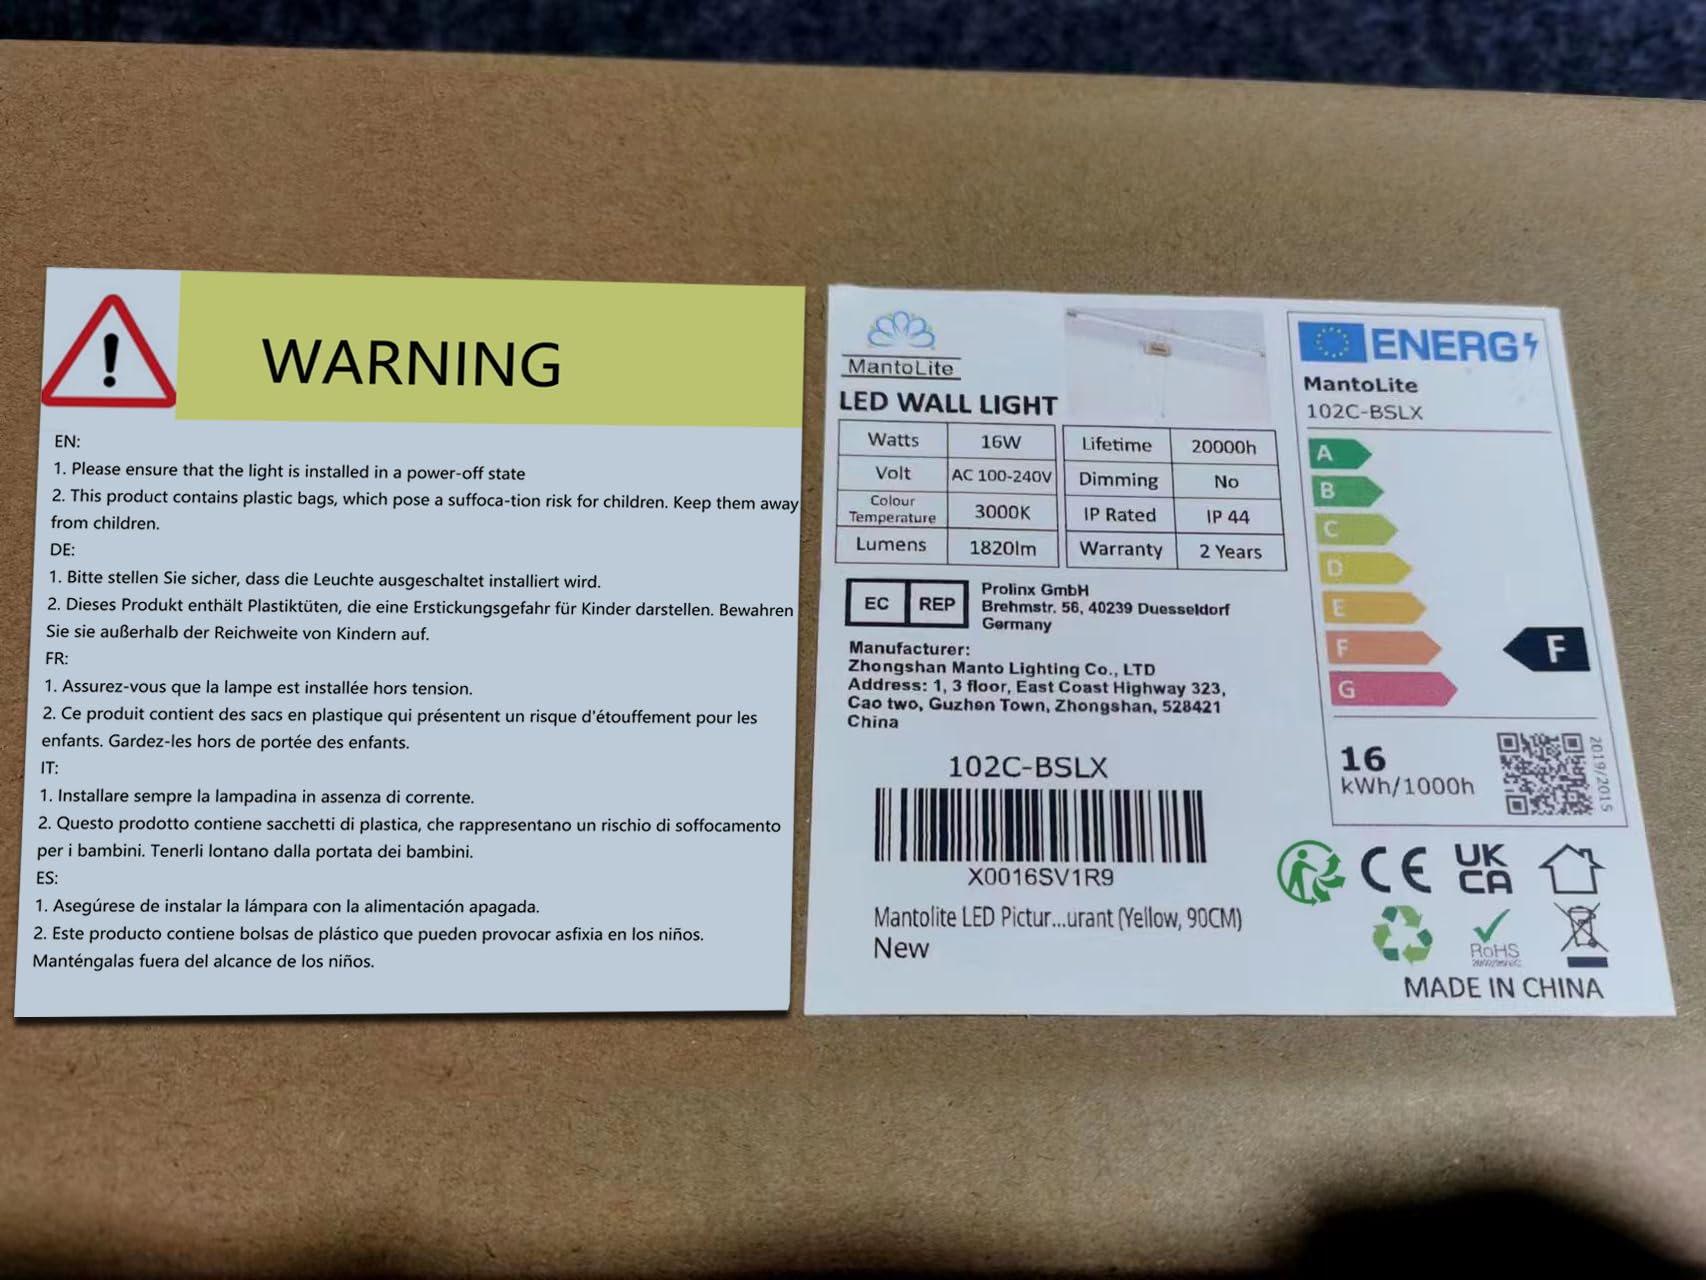 WARNING
EN:
1. Please ensure that the light is installed in a power-off state
2. This product contains plastic bags, which pose a suffoca-tion risk for children. Keep them away
from children.
DE:
1. Bitte stellen Sie sicher, dass die Leuchte ausgeschaltet installiert wird.
2. Dieses Produkt enthält Plastiktüten, die eine Erstickungsgefahr für Kinder darstellen. Bewahren
Sie sie außerhalb der Reichweite von Kindern auf.
FR:
1. Assurez-vous que la lampe est installée hors tension.
2. Ce produit contient des sacs en plastique qui présentent un risque d'étouffement pour les
enfants. Gardez-les hors de portée des enfants.
IT:
1. Installare sempre la lampadina in assenza di corrente.
2. Questo prodotto contiene sacchetti di plastica, che rappresentano un rischio di soffocamento
per i bambini. Tenerli lontano dalla portata dei bambini.
ES:
1. Asegúrese de instalar la lámpara con la alimentación apagada.
2. Este producto contiene bolsas de plástico que pueden provocar asfixia en los niños.
Manténgalas fuera del alcance de los niños.
MantoLite
LED WALL LIGHT
Watts 16W Lifetime 20000h
Volt AC 100-240V Dimming No
Colour Temperature 3000K IP Rated IP 44
Lumens 1820lm Warranty 2 Years
EC REP
Prolinx GmbH
Brehmstr. 56, 40239 Duesseldorf
Germany
Manufacturer:
Zhongshan Manto Lighting Co., LTD
Address: 1, 3 floor, East Coast Highway 323,
Cao two, Guzhen Town, Zhongshan, 528421
China
102C-BSLX
X0016SV1R9
Mantolite LED Pictur...urant (Yellow, 90CM)
New
ENERG
MantoLite
102C-BSLX
A
B
C
D
E
F
F
G
16
kWh/1000h
2019/2015
CE
UK
CA
RoHS
MADE IN CHINA